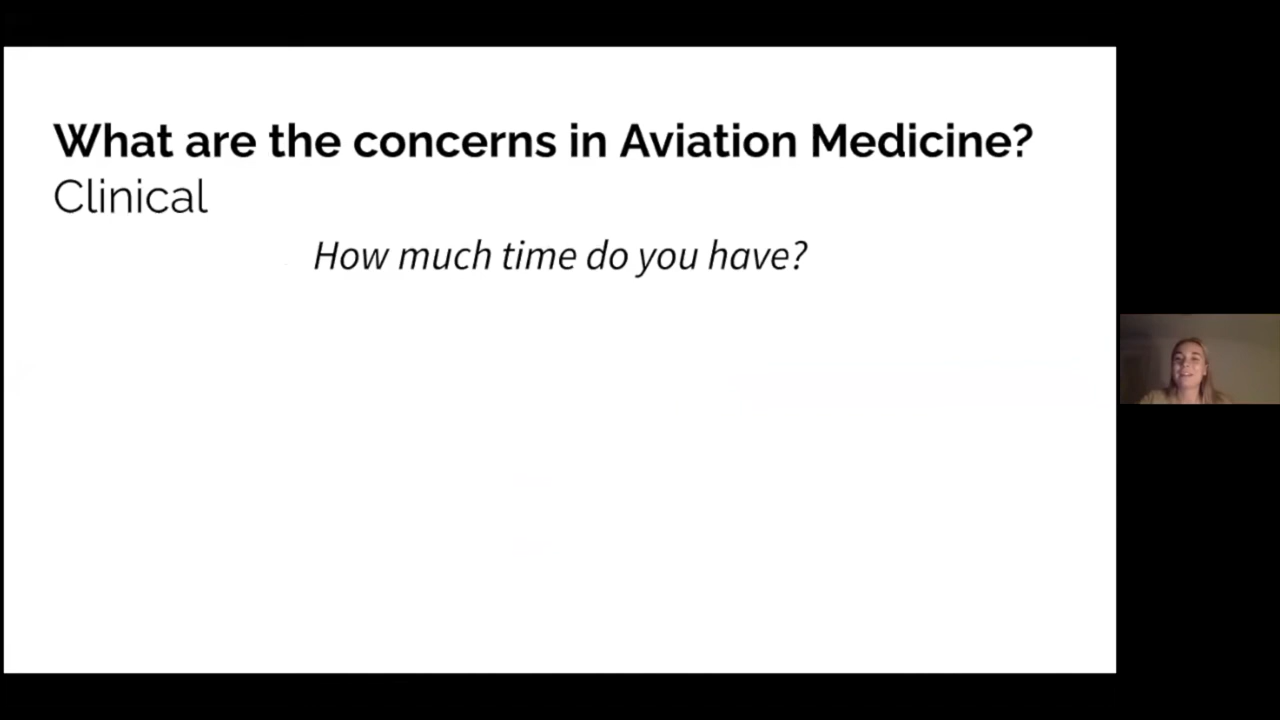 What are the concerns in Aviation Medicine?
Clinical
How much time do you have?